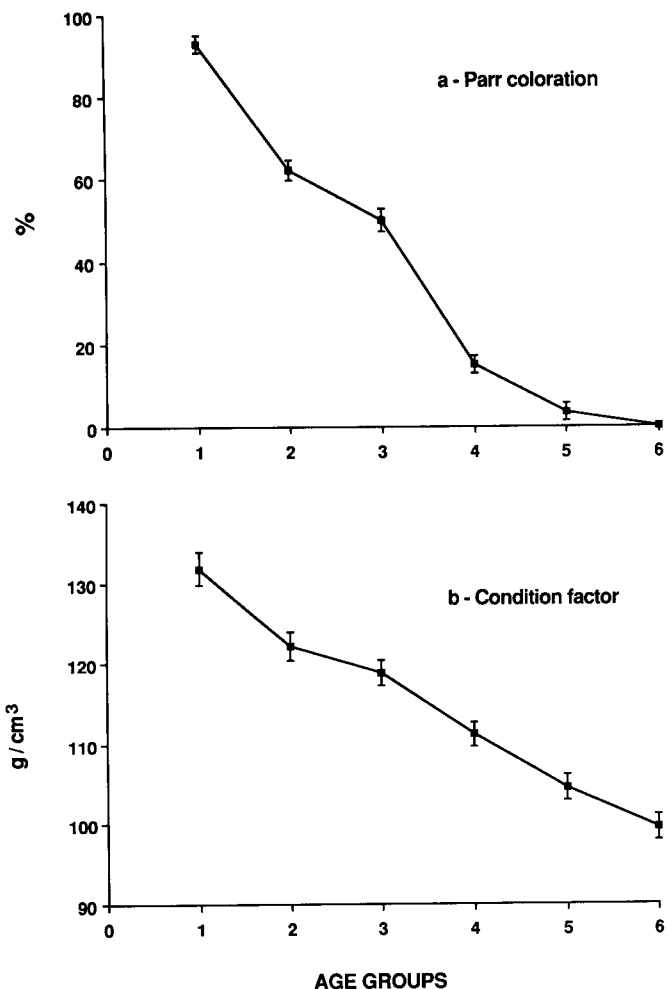 100
a - Parr coloration
80
60
%
40
20
0
0 1 2 3 4 5 6
140
130
b - Condition factor
120
g / cm³
110
100
90
0 1 2 3 4 5 6
AGE GROUPS